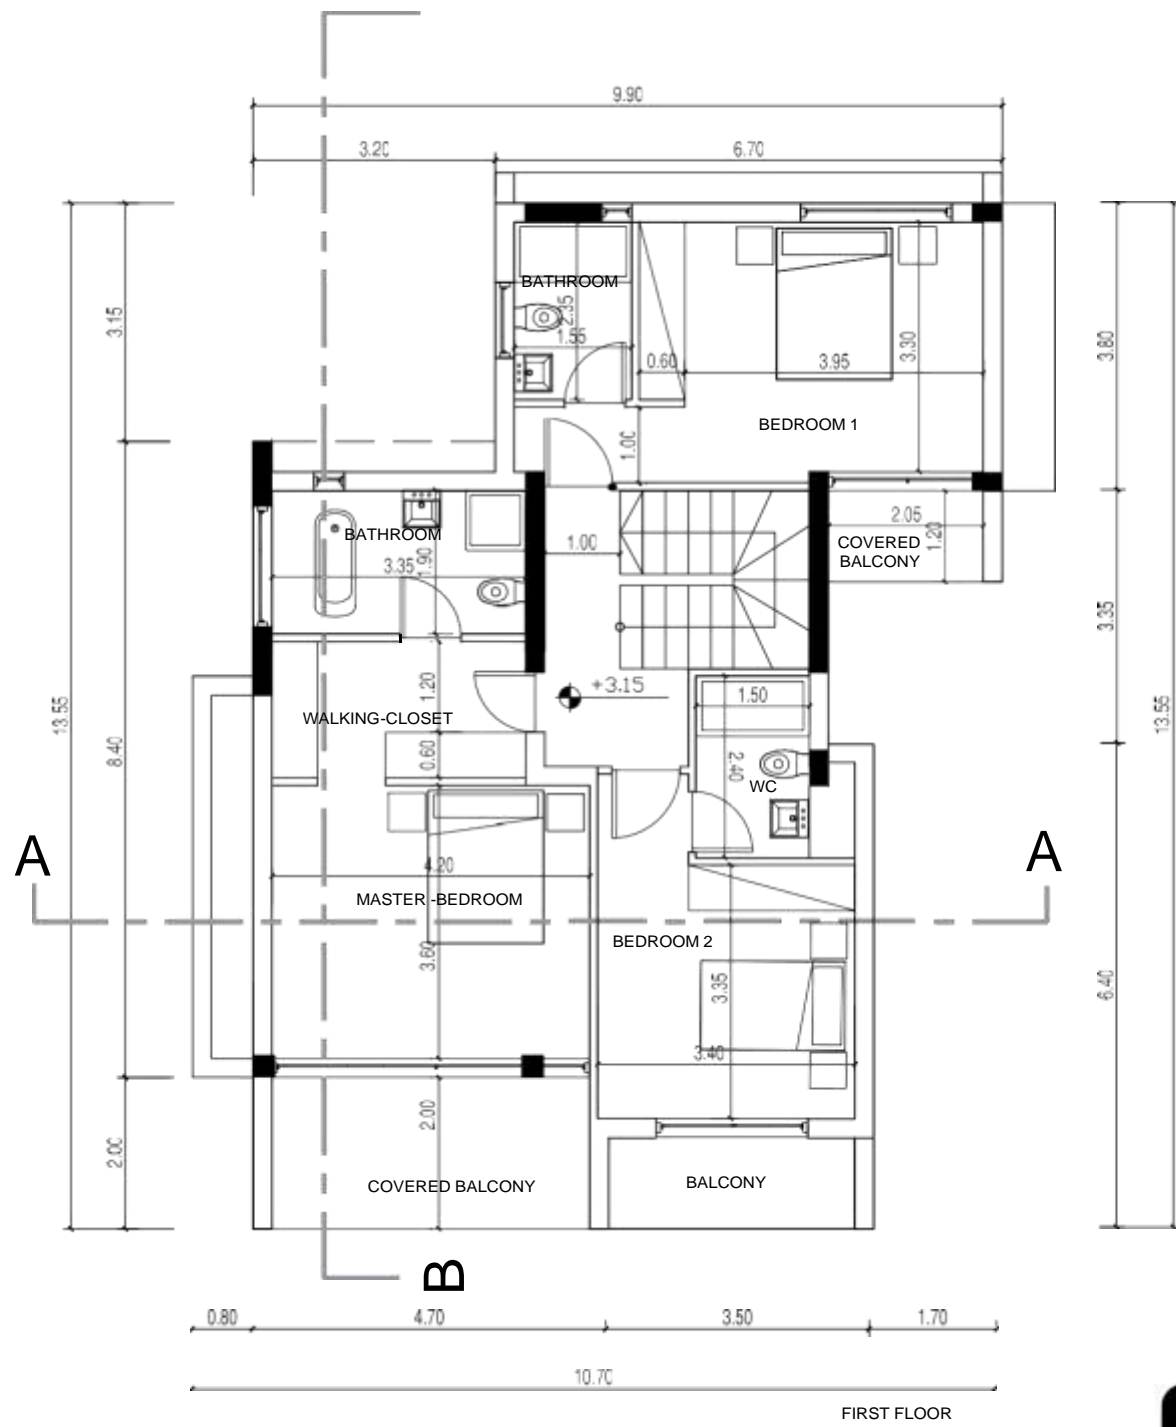 9.90
3.20
6.70
BATHROOM
2.35
1.55
3.15
0.60
3.95
3.30
3.80
BEDROOM 1
1.00
2.05
1.20
COVERED
BALCONY
BATHROOM
3.35
1.90
1.00
3.35
+3.15
1.20
1.50
WALKING-CLOSET
13.55
8.40
0.60
2.40
WC
13.55
A
A
4.20
MASTER -BEDROOM
BEDROOM 2
3.60
3.35
6.40
3.40
2.00
2.00
COVERED BALCONY
BALCONY
B
0.80
4.70
3.50
1.70
10.70
FIRST FLOOR